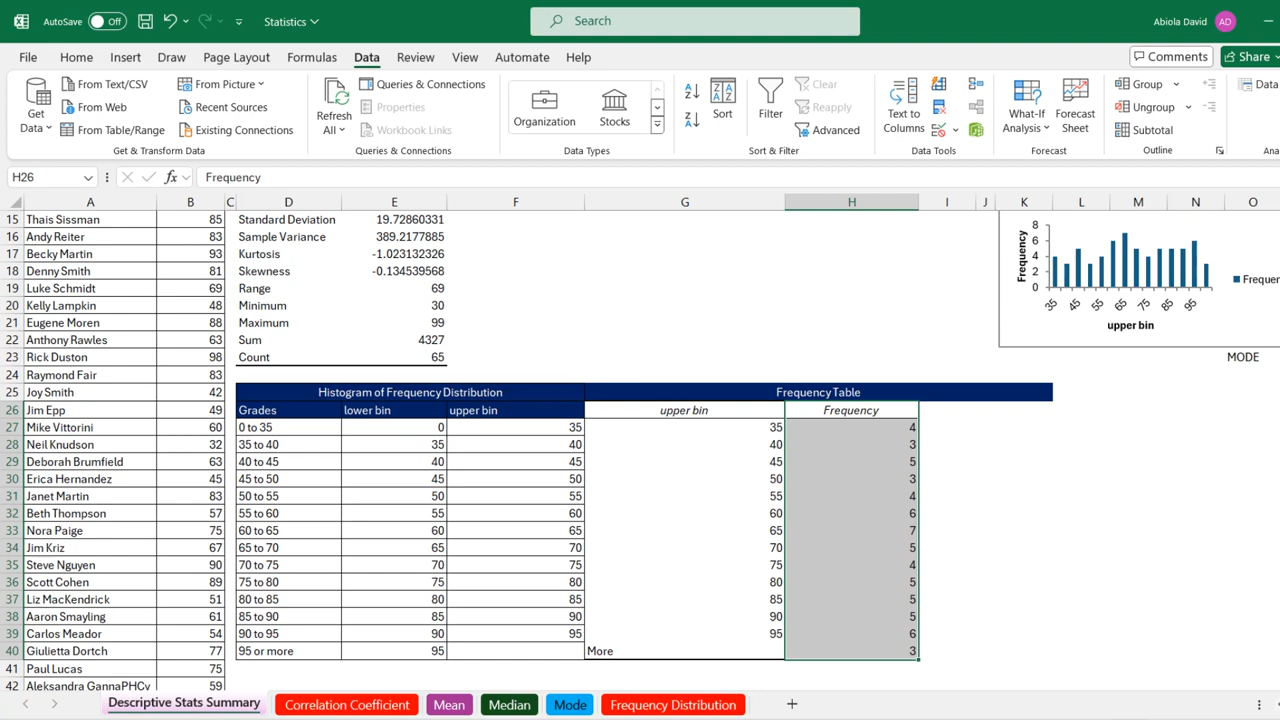 AutoSave Off Statistics Search Abiola David AD
File Home Insert Draw Page Layout Formulas Data Review View Automate Help Comments Share
From Text/CSV From Picture Queries & Connections Clear Group Data
Get Data From Web Recent Sources Refresh All Properties Organization Stocks Sort Filter Reapply Text to Columns What-If Analysis Forecast Sheet Ungroup
From Table/Range Existing Connections Workbook Links Advanced Subtotal
Get & Transform Data Queries & Connections Data Types Sort & Filter Data Tools Forecast Outline
H26 fx Frequency
A B C D E F G H I J K L M N O
15 Thais Sissman 85 Standard Deviation 19.72860331
16 Andy Reiter 83 Sample Variance 389.2177885
17 Becky Martin 93 Kurtosis -1.023132326
18 Denny Smith 81 Skewness -0.134539568
19 Luke Schmidt 69 Range 69
20 Kelly Lampkin 48 Minimum 30
21 Eugene Moren 88 Maximum 99
22 Anthony Rawles 63 Sum 4327
23 Rick Duston 98 Count 65 MODE
24 Raymond Fair 83
25 Joy Smith 42 Histogram of Frequency Distribution Frequency Table
26 Jim Epp 49 Grades lower bin upper bin upper bin Frequency
27 Mike Vittorini 60 0 to 35 0 35 35 4
28 Neil Knudson 32 35 to 40 35 40 40 3
29 Deborah Brumfield 63 40 to 45 40 45 45 5
30 Erica Hernandez 45 45 to 50 45 50 50 3
31 Janet Martin 83 50 to 55 50 55 55 4
32 Beth Thompson 57 55 to 60 55 60 60 6
33 Nora Paige 75 60 to 65 60 65 65 7
34 Jim Kriz 67 65 to 70 65 70 70 5
35 Steve Nguyen 90 70 to 75 70 75 75 4
36 Scott Cohen 89 75 to 80 75 80 80 5
37 Liz MacKendrick 51 80 to 85 80 85 85 5
38 Aaron Smayling 61 85 to 90 85 90 90 5
39 Carlos Meador 54 90 to 95 90 95 95 6
40 Giulietta Dortch 77 95 or more 95 More 3
41 Paul Lucas 75
42 Aleksandra GannaPHCv 59
Frequency
8
6
4
2
0
35 45 55 65 75 85 95
upper bin
Frequen
Descriptive Stats Summary Correlation Coefficient Mean Median Mode Frequency Distribution